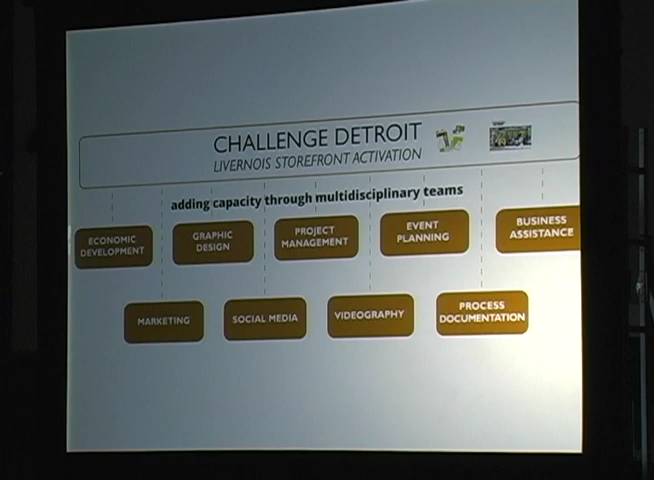 CHALLENGE DETROIT
LIVERNOIS STOREFRONT ACTIVATION
adding capacity through multidisciplinary teams
ECONOMIC
DEVELOPMENT
GRAPHIC
DESIGN
PROJECT
MANAGEMENT
EVENT
PLANNING
BUSINESS
ASSISTANCE
MARKETING
SOCIAL MEDIA
VIDEOGRAPHY
PROCESS
DOCUMENTATION